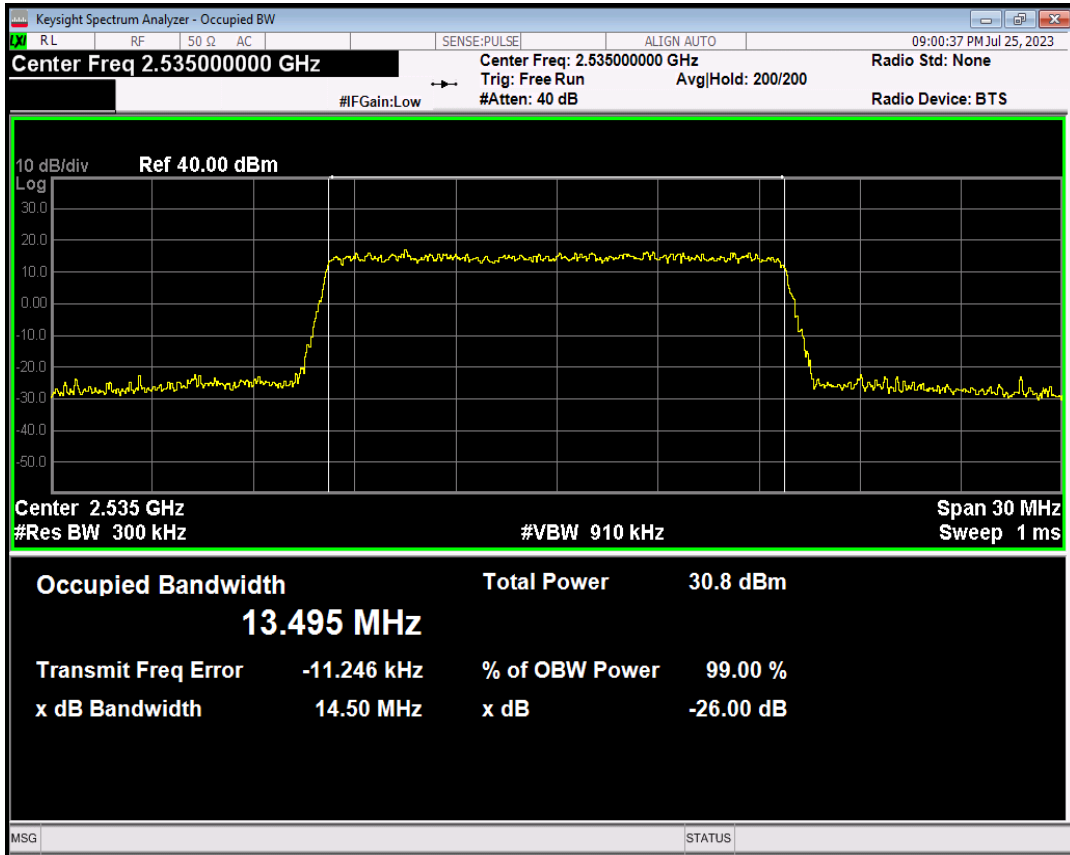 Keysight Spectrum Analyzer - Occupied BW
LXI RL RF 50 Ω AC SENSE:PULSE ALIGN AUTO 09:00:37 PM Jul 25, 2023
Center Freq 2.535000000 GHz Center Freq: 2.535000000 GHz Radio Std: None
Trig: Free Run Avg|Hold: 200/200
#IFGain:Low #Atten: 40 dB Radio Device: BTS
10 dB/div Ref 40.00 dBm
Log
30.0
20.0
10.0
0.00
-10.0
-20.0
-30.0
-40.0
-50.0
Center 2.535 GHz Span 30 MHz
#Res BW 300 kHz #VBW 910 kHz Sweep 1 ms
Occupied Bandwidth Total Power 30.8 dBm
13.495 MHz
Transmit Freq Error -11.246 kHz % of OBW Power 99.00 %
x dB Bandwidth 14.50 MHz x dB -26.00 dB
MSG STATUS